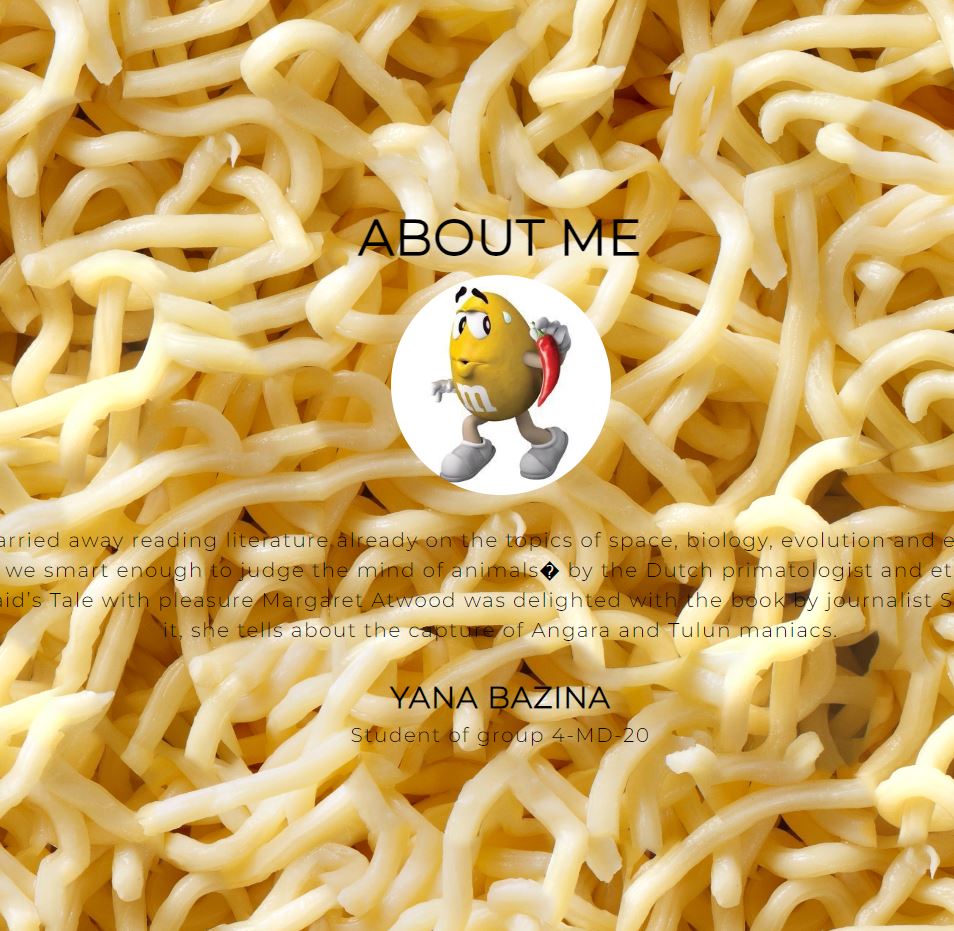 ABOUT ME
m
arried away reading literature already on the topics of space, biology, evolution and e
we smart enough to judge the mind of animals� by the Dutch primatologist and et
aid's Tale with pleasure Margaret Atwood was delighted with the book by journalist S
it, she tells about the capture of Angara and Tulun maniacs.
YANA BAZINA
Student of group 4-MD-20